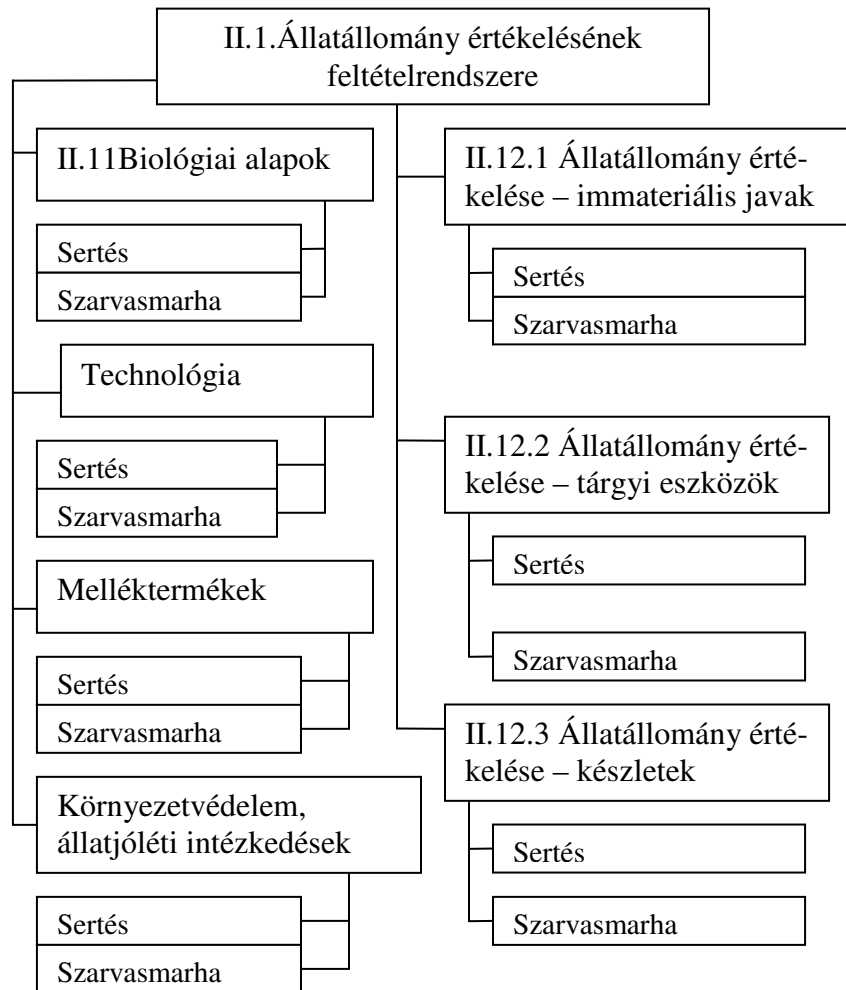 II.1.Állatállomány értékelésének
feltételrendszere
II.11Biológiai alapok
Sertés
Szarvasmarha
Technológia
Sertés
Szarvasmarha
Melléktermékek
Sertés
Szarvasmarha
Környezetvédelem,
állatjóléti intézkedések
Sertés
Szarvasmarha
II.12.1 Állatállomány érté-
kelése – immateriális javak
Sertés
Szarvasmarha
II.12.2 Állatállomány érté-
kelése – tárgyi eszközök
Sertés
Szarvasmarha
II.12.3 Állatállomány érté-
kelése – készletek
Sertés
Szarvasmarha